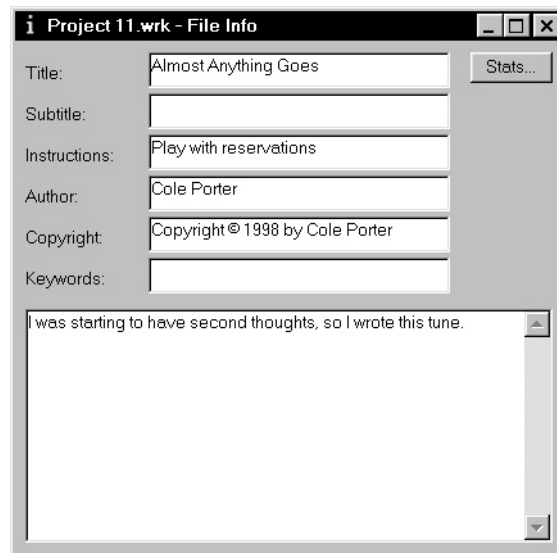 i Project 11.wrk - File Info
Title: Almost Anything Goes Stats...
Subtitle:
Instructions: Play with reservations
Author: Cole Porter
Copyright: Copyright © 1998 by Cole Porter
Keywords:
I was starting to have second thoughts, so I wrote this tune.